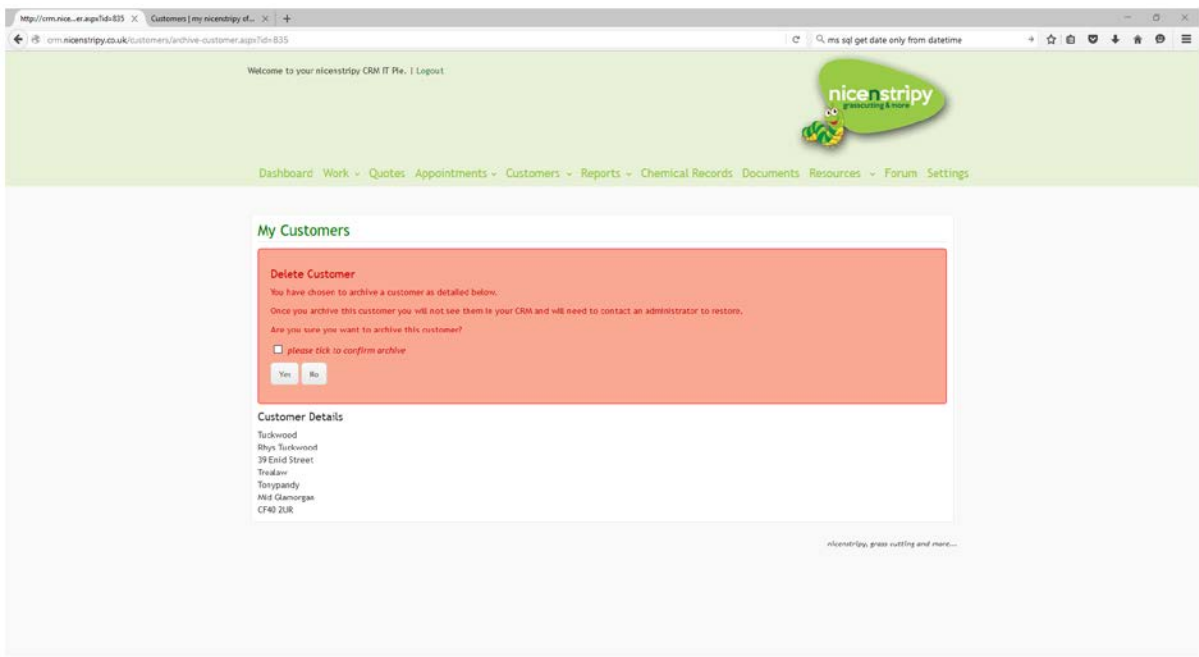 http://crm.nice...er.aspx?id=835
Customers | my nicenstripy cf...
crm.nicenstripy.co.uk/customers/archive-customer.aspx?id=835
ms sql get date only from datetime
Welcome to your nicenstripy CRM IT Pie. | Logout
nicenstripy
grasscutting & more
Dashboard Work Quotes Appointments Customers Reports Chemical Records Documents Resources Forum Settings
My Customers
Delete Customer
You have chosen to archive a customer as detailed below.
Once you archive this customer you will not see them in your CRM and will need to contact an administrator to restore.
Are you sure you want to archive this customer?
please tick to confirm archive
Yes No
Customer Details
Tuckwood
Rhys Tuckwood
39 Enid Street
Trealaw
Tonypandy
Mid Glamorgan
CF40 2UR
nicenstripy, grass cutting and more...